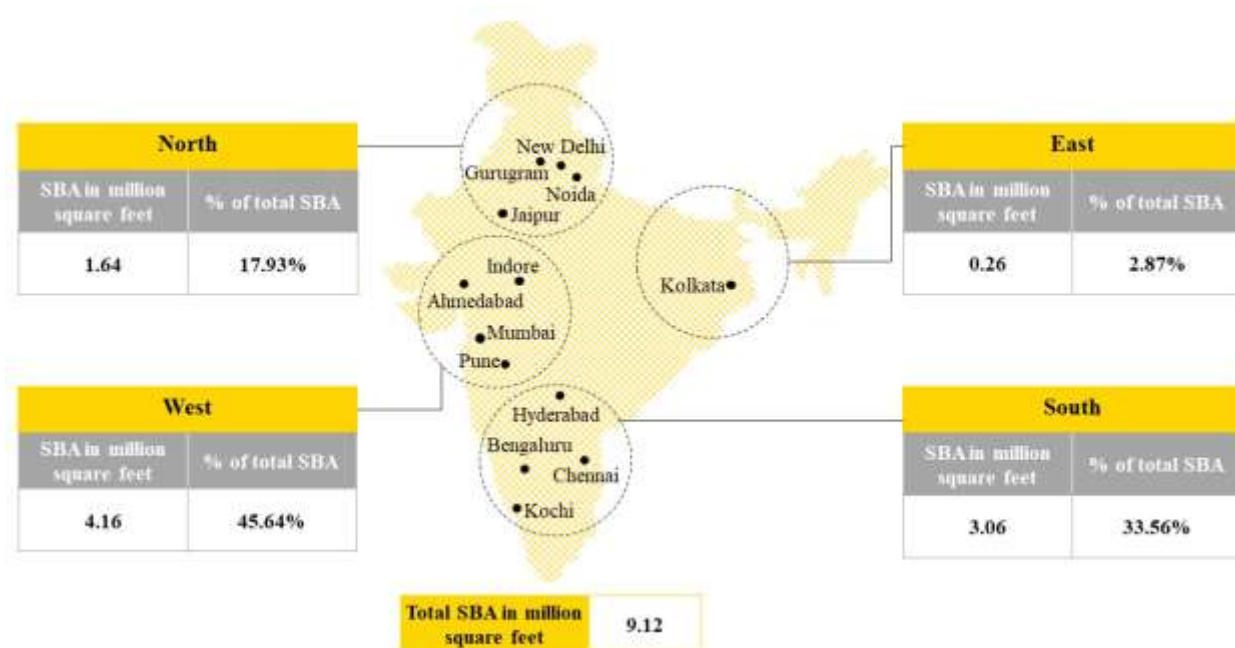 North
SBA in million
square feet
% of total SBA
1.64
17.93%
East
SBA in million
square feet
% of total SBA
0.26
2.87%
New Delhi
Gurugram
Noida
Jaipur
Indore
Ahmedabad
Mumbai
Pune
Kolkata
West
SBA in million
square feet
% of total SBA
4.16
45.64%
Hyderabad
Bengaluru
Chennai
Kochi
South
SBA in million
square feet
% of total SBA
3.06
33.56%
Total SBA in million
square feet
9.12